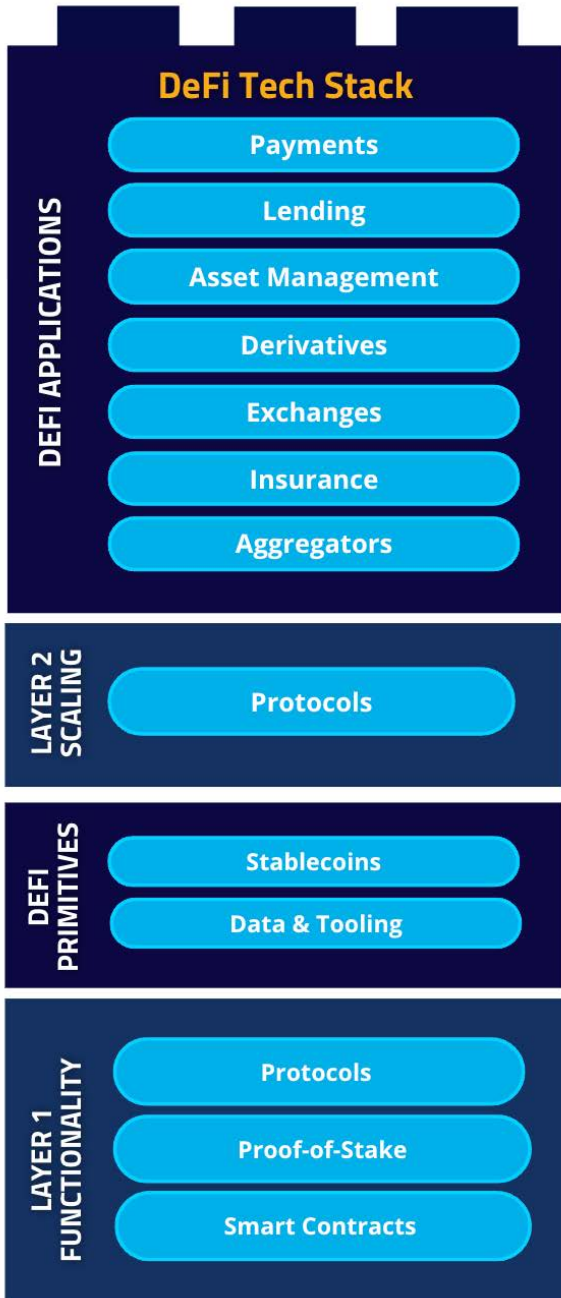 DeFi Tech Stack
DEFI APPLICATIONS
Payments
Lending
Asset Management
Derivatives
Exchanges
Insurance
Aggregators
LAYER 2
SCALING
Protocols
DEFI
PRIMITIVES
Stablecoins
Data & Tooling
LAYER 1
FUNCTIONALITY
Protocols
Proof-of-Stake
Smart Contracts